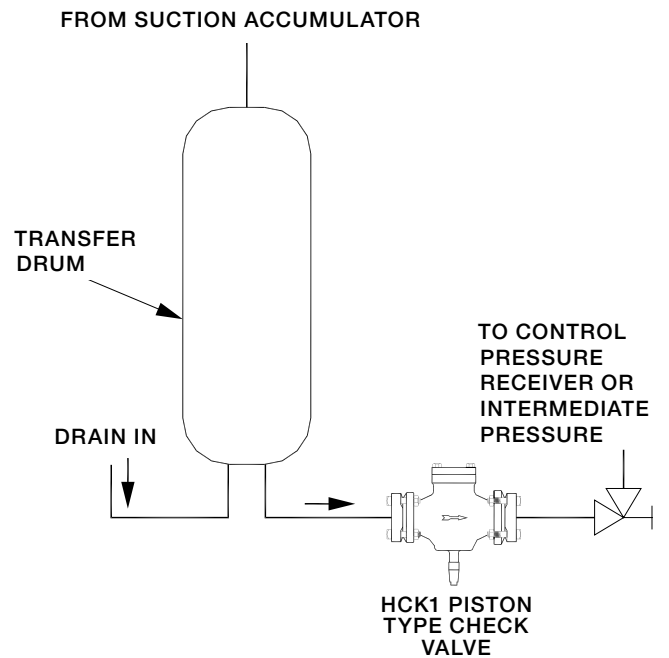 FROM SUCTION ACCUMULATOR
TRANSFER
DRUM
TO CONTROL
PRESSURE
RECEIVER OR
INTERMEDIATE
PRESSURE
DRAIN IN
HCK1 PISTON
TYPE CHECK
VALVE